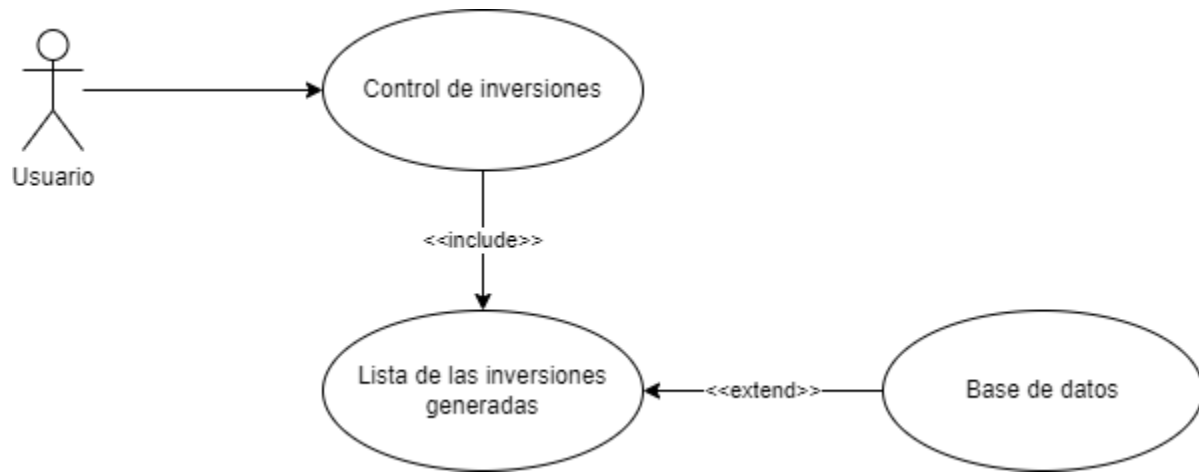 Control de inversiones
Usuario
<<include>>
Lista de las inversiones
generadas
<<extend>>
Base de datos